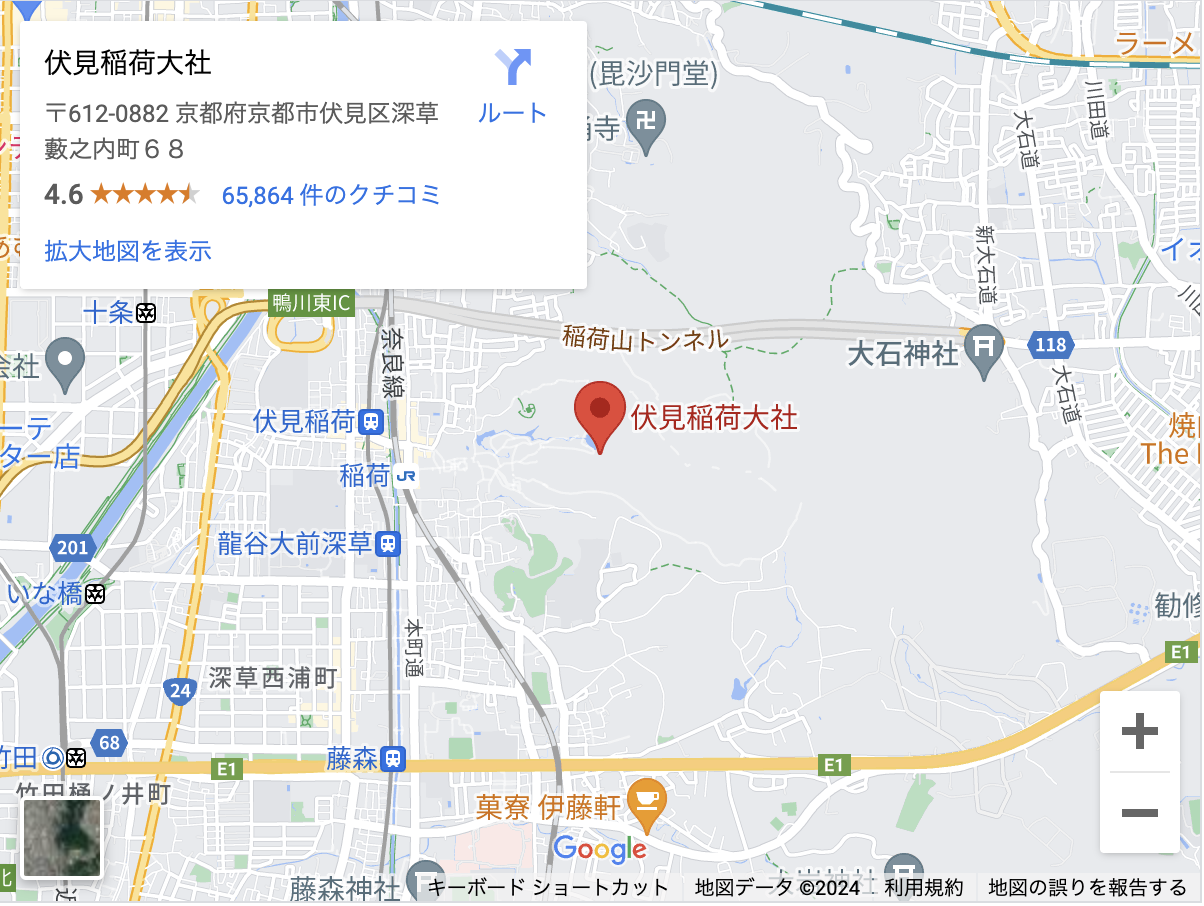 伏見稲荷大社
ルート
〒612-0882 京都府京都市伏見区深草
藪之内町６８
4.6
65,864 件のクチコミ
拡大地図を表示
(毘沙門堂)
寺
ラーメ
川田道
大石道
新大石道
イオ
十条
鴨川東IC
奈良線
稲荷山トンネル
大石神社
118
大石道
会社
伏見稲荷
伏見稲荷大社
ーテ
ター店
稲荷
JR
焼
The
201
龍谷大前深草
いな橋
勧修
本町通
E1
深草西浦町
24
68
竹田
藤森
E1
E1
竹田桶ノ井町
菓寮 伊藤軒
Google
北
藤森神社
キーボード ショートカット
地図データ ©2024
利用規約
地図の誤りを報告する